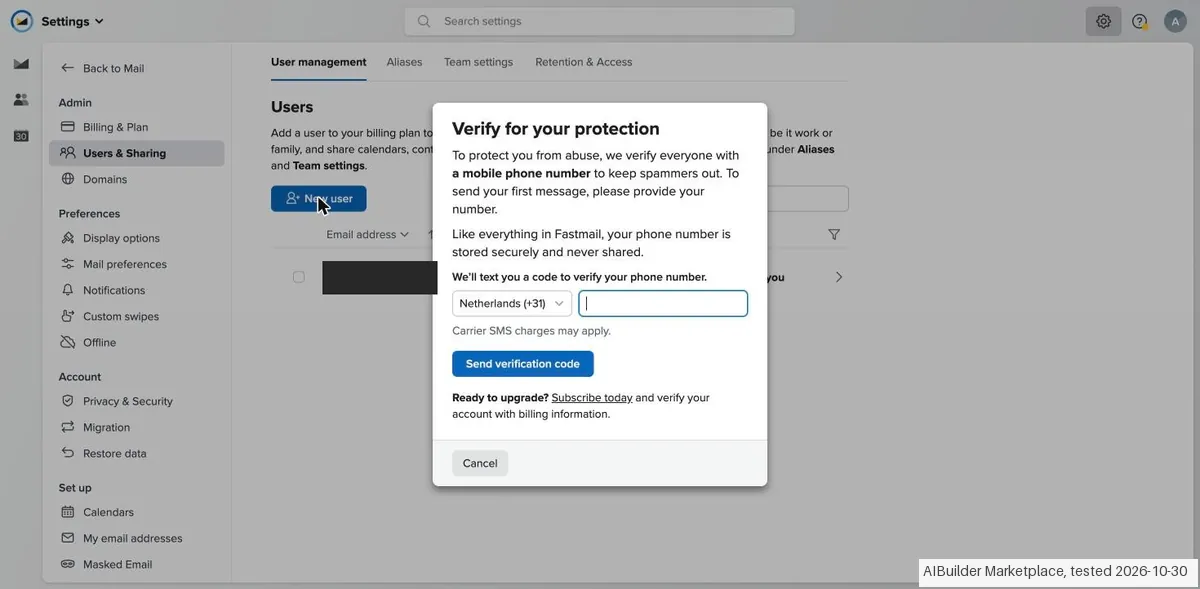 Settings
Search settings
A
Back to Mail
Admin
Billing & Plan
Users & Sharing
Domains
Preferences
Display options
Mail preferences
Notifications
Custom swipes
Offline
Account
Privacy & Security
Migration
Restore data
Set up
Calendars
My email addresses
Masked Email
30
User management
Aliases
Team settings
Retention & Access
Users
Add a user to your billing plan to
family, and share calendars, cont
and Team settings.
be it work or
under Aliases
New user
Email address
you
Verify for your protection
To protect you from abuse, we verify everyone with
a mobile phone number to keep spammers out. To
send your first message, please provide your
number.
Like everything in Fastmail, your phone number is
stored securely and never shared.
We'll text you a code to verify your phone number.
Netherlands (+31)
Carrier SMS charges may apply.
Send verification code
Ready to upgrade? Subscribe today and verify your
account with billing information.
Cancel
AIBuilder Marketplace, tested 2026-10-30